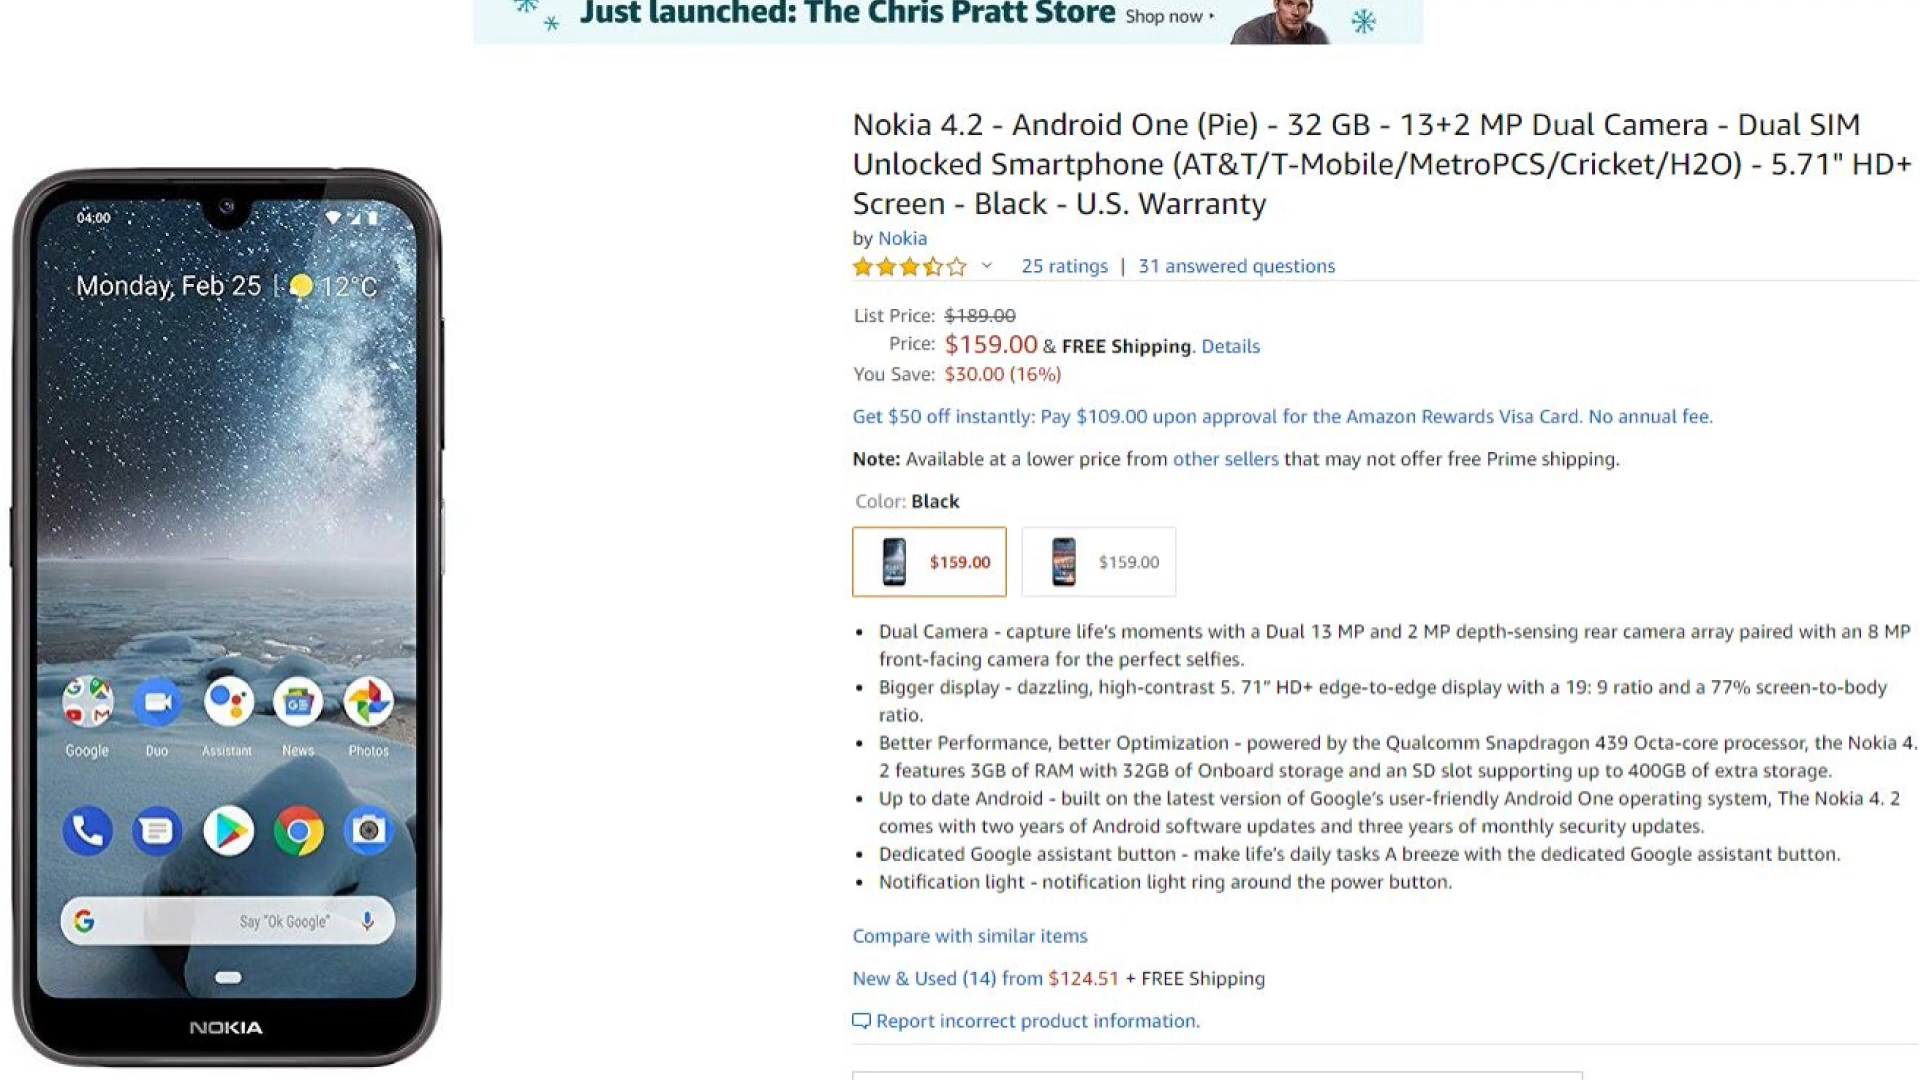 Just launched: The Chris Pratt Store Shop now
Nokia 4.2 - Android One (Pie) - 32 GB - 13+2 MP Dual Camera - Dual SIM
Unlocked Smartphone (AT&T/T-Mobile/MetroPCS/Cricket/H2O) - 5.71" HD+
Screen - Black - U.S. Warranty
by Nokia
25 ratings | 31 answered questions
List Price: $189.00
Price: $159.00 & FREE Shipping. Details
You Save: $30.00 (16%)
Get $50 off instantly: Pay $109.00 upon approval for the Amazon Rewards Visa Card. No annual fee.
Note: Available at a lower price from other sellers that may not offer free Prime shipping.
Color: Black
$159.00 $159.00
• Dual Camera - capture life's moments with a Dual 13 MP and 2 MP depth-sensing rear camera array paired with an 8 MP
front-facing camera for the perfect selfies.
• Bigger display - dazzling, high-contrast 5. 71" HD+ edge-to-edge display with a 19: 9 ratio and a 77% screen-to-body
ratio.
• Better Performance, better Optimization - powered by the Qualcomm Snapdragon 439 Octa-core processor, the Nokia 4.
2 features 3GB of RAM with 32GB of Onboard storage and an SD slot supporting up to 400GB of extra storage.
• Up to date Android - built on the latest version of Google's user-friendly Android One operating system, The Nokia 4. 2
comes with two years of Android software updates and three years of monthly security updates.
• Dedicated Google assistant button - make life's daily tasks A breeze with the dedicated Google assistant button.
• Notification light - notification light ring around the power button.
Compare with similar items
New & Used (14) from $124.51 + FREE Shipping
Report incorrect product information.
04:00
Monday, Feb 25 | 12°C
Google Duo Assistant News Photos
Say "Ok Google"
NOKIA